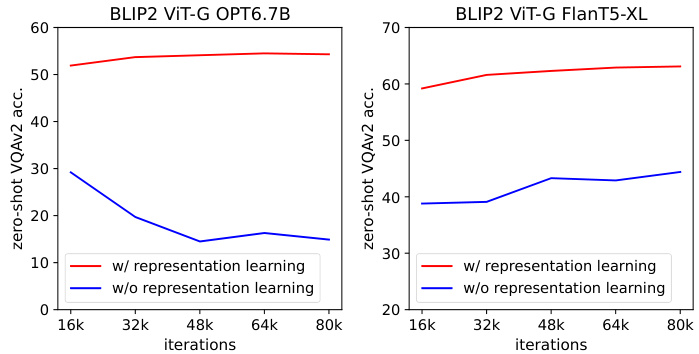 BLIP2 ViT-G OPT6.7B
zero-shot VQAv2 acc.
60
50
40
30
20
10
0
w/ representation learning
w/o representation learning
16k 32k 48k 64k 80k
iterations
BLIP2 ViT-G FlanT5-XL
zero-shot VQAv2 acc.
70
60
50
40
30
20
w/ representation learning
w/o representation learning
16k 32k 48k 64k 80k
iterations